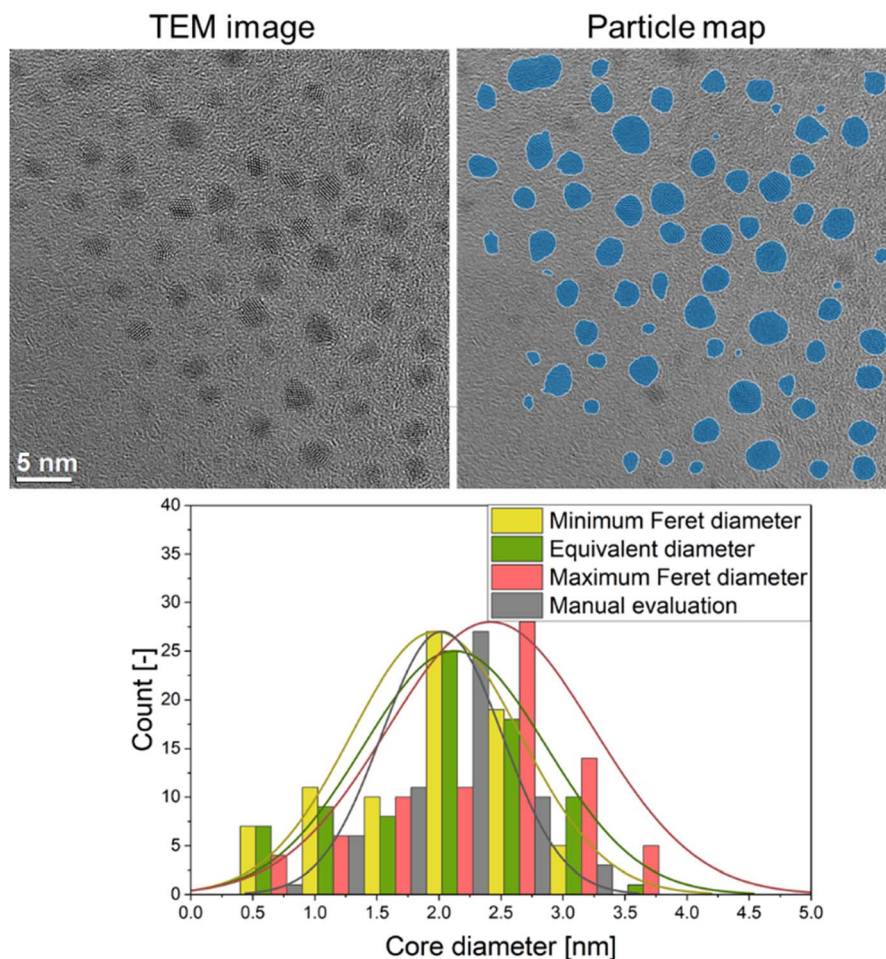 TEM image
Particle map
5 nm
40
35
30
25
20
15
10
5
0
Count [-]
Minimum Feret diameter
Equivalent diameter
Maximum Feret diameter
Manual evaluation
0.0 0.5 1.0 1.5 2.0 2.5 3.0 3.5 4.0 4.5 5.0
Core diameter [nm]